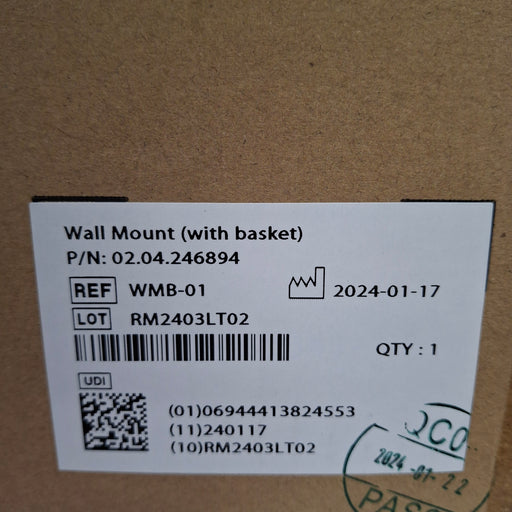 Wall Mount (with basket)
P/N: 02.04.246894
REF WMB-01
2024-01-17
LOT RM2403LT02
QTY : 1
UDI
(01)06944413824553
(11)240117
(10)RM2403LT02
QC0
2024-01-22
PASS